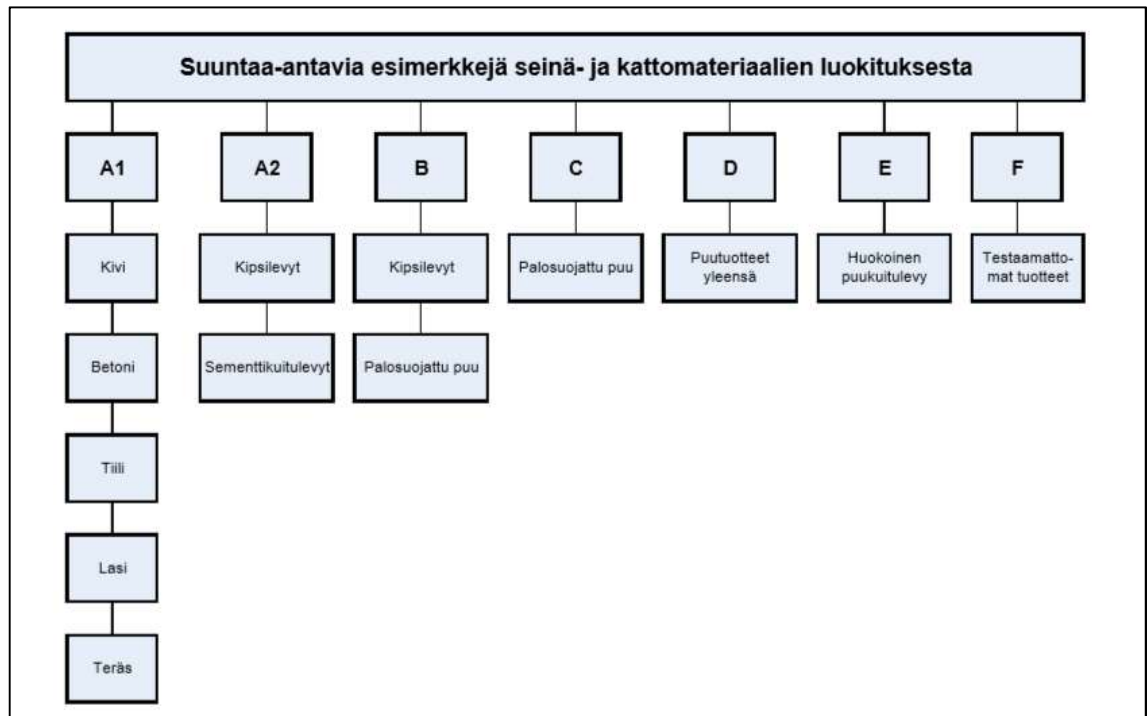 Suuntaa-antavia esimerkkejä seinä- ja kattomateriaalien luokituksesta
A1
A2
B
C
D
E
F
Kivi
Kipsilevyt
Kipsilevyt
Palosuojattu puu
Puutuotteet
yleensä
Huokoinen
puukuitulevy
Testaamatto-
mat tuotteet
Betoni
Sementtikuitulevyt
Palosuojattu puu
Tiili
Lasi
Teräs